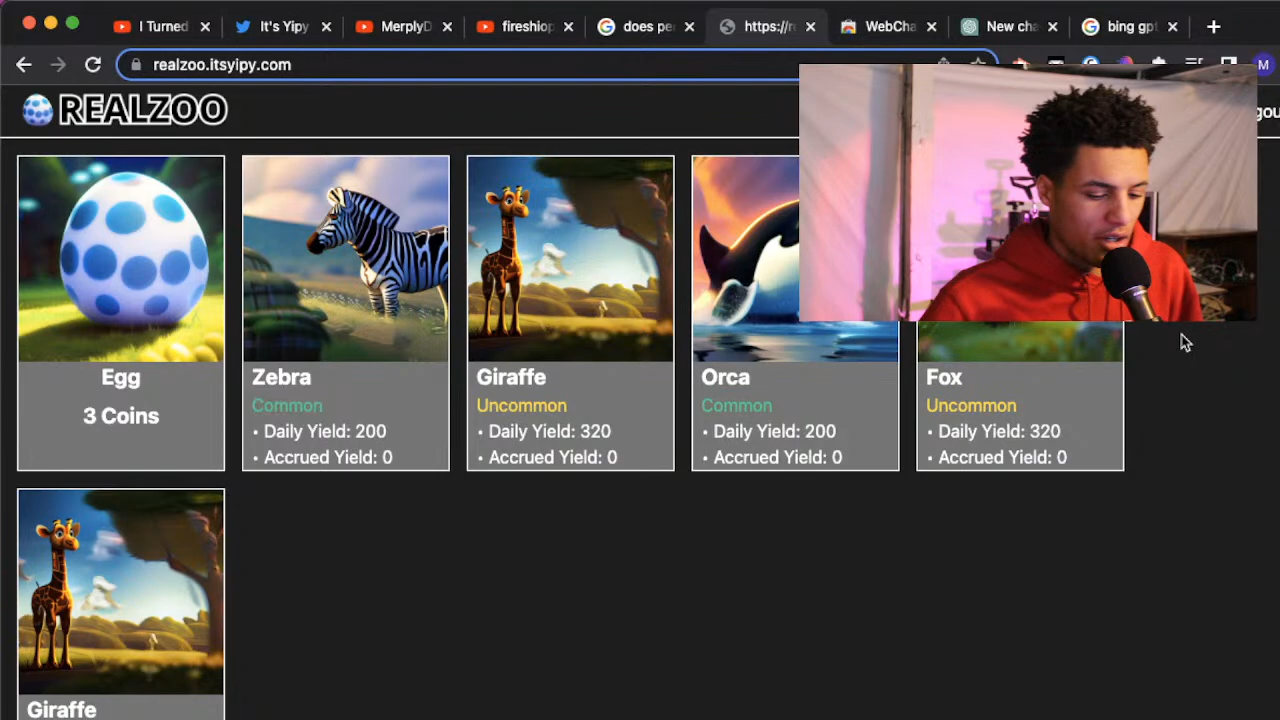 I Turned
It's Yipy
MerplyD
fireship
does pe
https://r
WebCha
New cha
bing gpt
realzoo.itsyipy.com
M
REALZOO
gou
Egg
3 Coins
Zebra
Common
• Daily Yield: 200
• Accrued Yield: 0
Giraffe
Uncommon
• Daily Yield: 320
• Accrued Yield: 0
Orca
Common
• Daily Yield: 200
• Accrued Yield: 0
Fox
Uncommon
• Daily Yield: 320
• Accrued Yield: 0
Giraffe